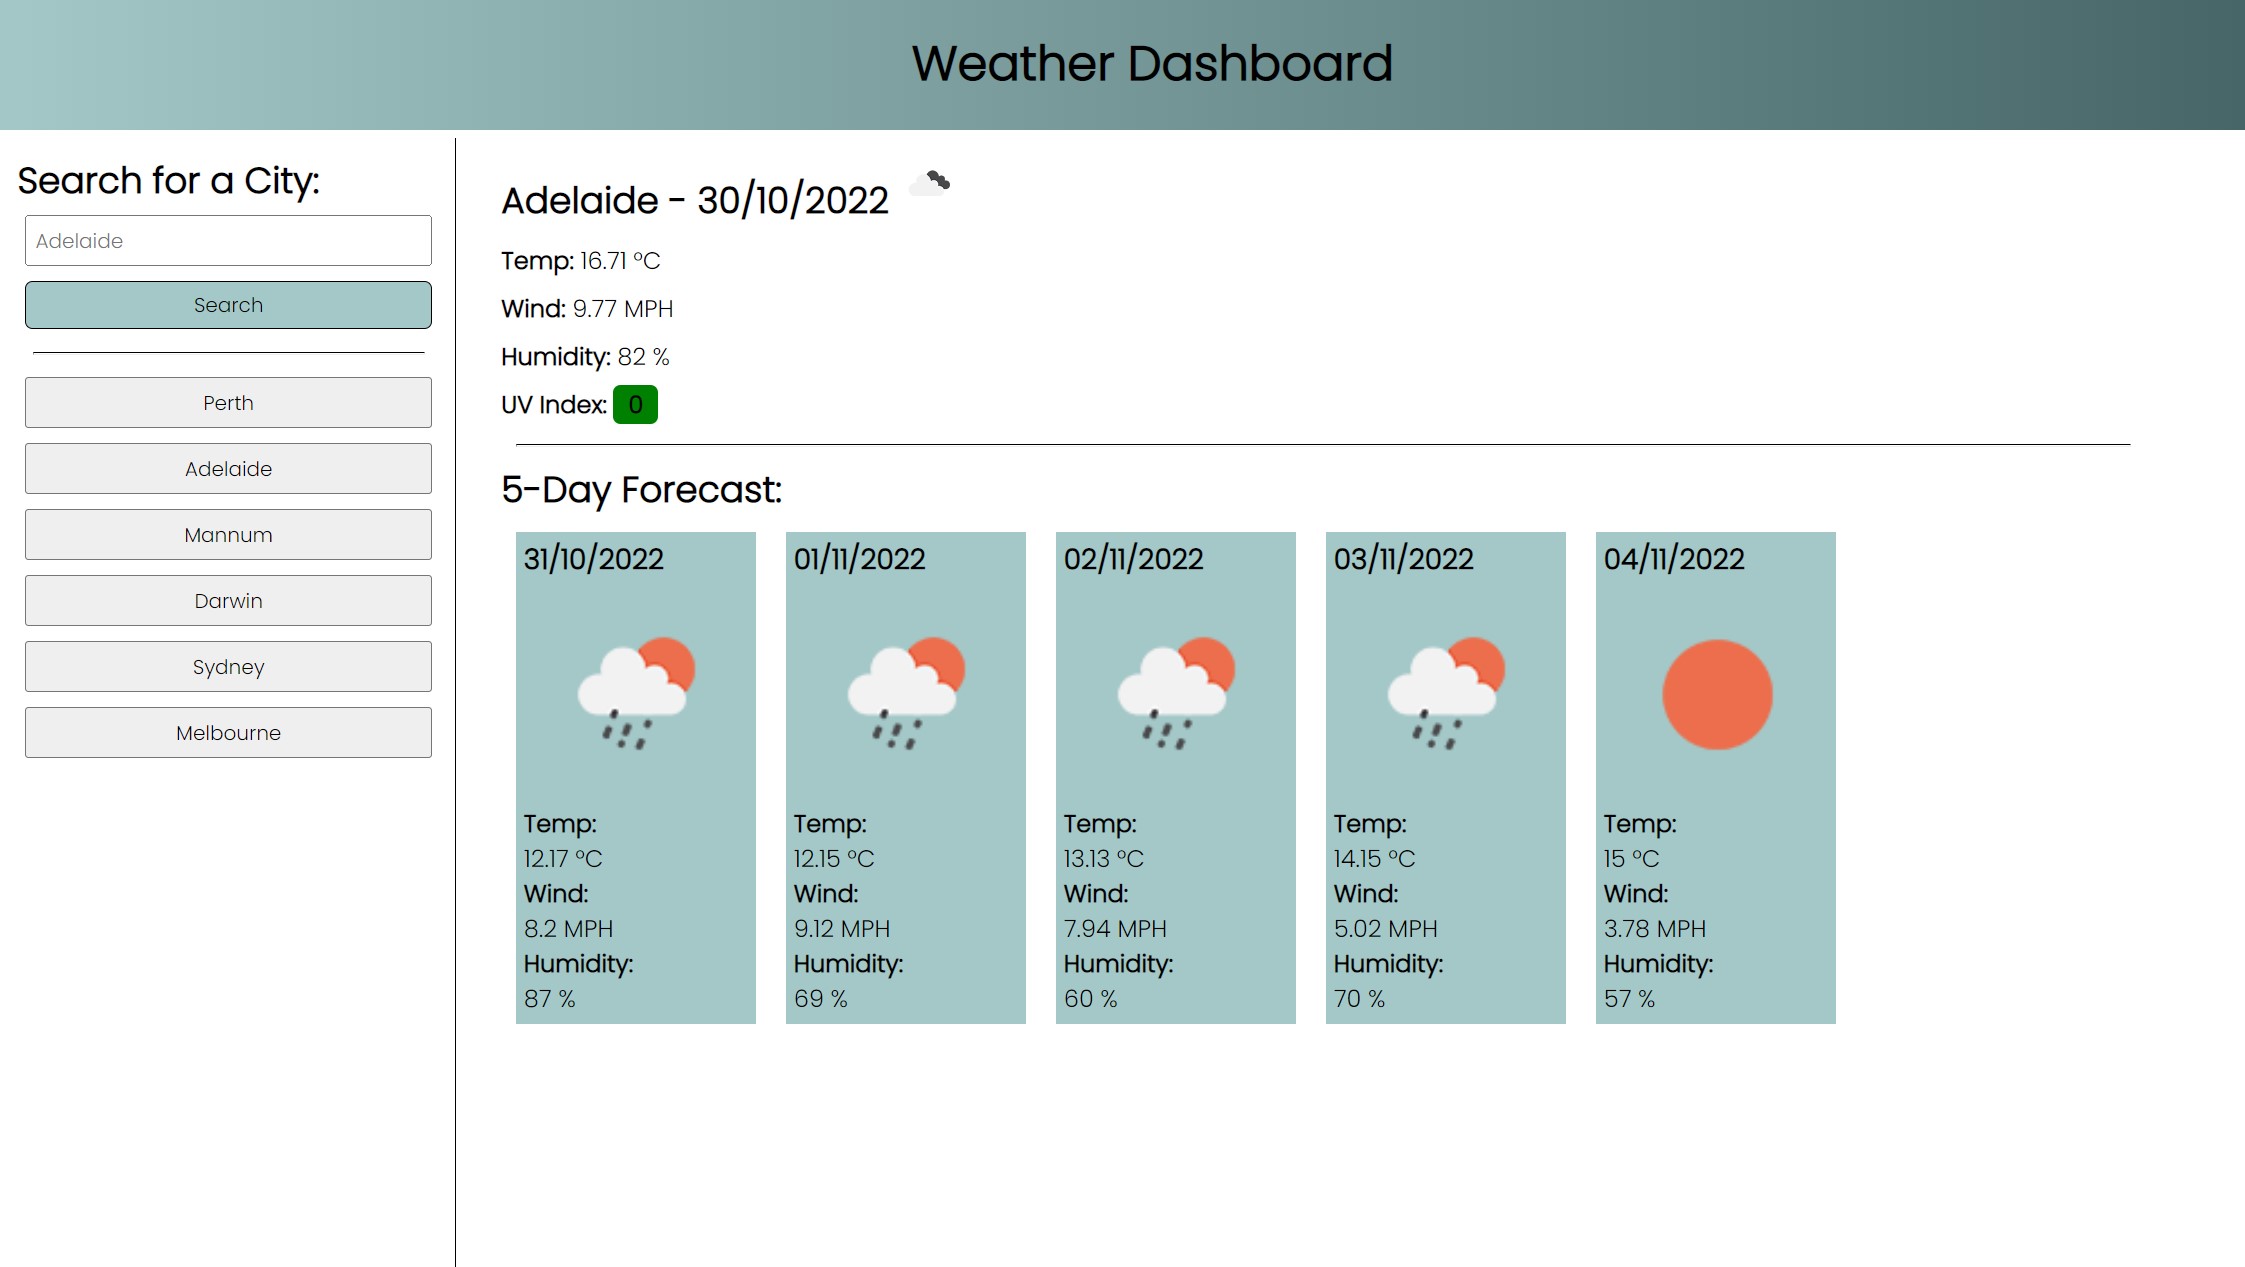 Weather Dashboard
Search for a City:
Adelaide
Search
Perth
Adelaide
Mannum
Darwin
Sydney
Melbourne
Adelaide - 30/10/2022
Temp: 16.71 °C
Wind: 9.77 MPH
Humidity: 82 %
UV Index: 0
5-Day Forecast:
31/10/2022
Temp:
12.17 °C
Wind:
8.2 MPH
Humidity:
87 %
01/11/2022
Temp:
12.15 °C
Wind:
9.12 MPH
Humidity:
69 %
02/11/2022
Temp:
13.13 °C
Wind:
7.94 MPH
Humidity:
60 %
03/11/2022
Temp:
14.15 °C
Wind:
5.02 MPH
Humidity:
70 %
04/11/2022
Temp:
15 °C
Wind:
3.78 MPH
Humidity:
57 %